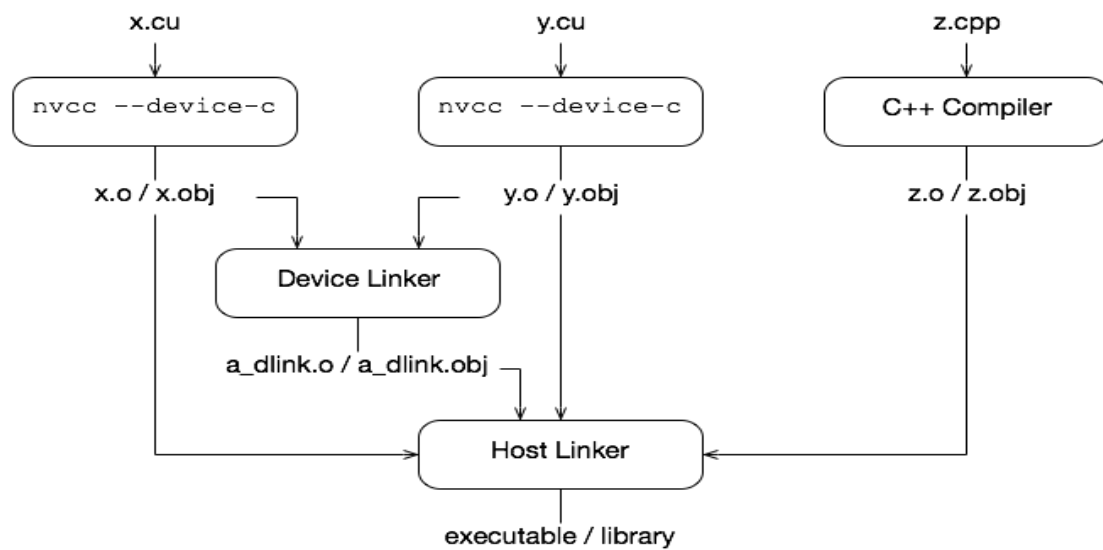 x.cu
y.cu
z.cpp
nvcc --device-c
nvcc --device-c
C++ Compiler
x.o / x.obj
y.o / y.obj
z.o / z.obj
Device Linker
a_dlink.o / a_dlink.obj
Host Linker
executable / library